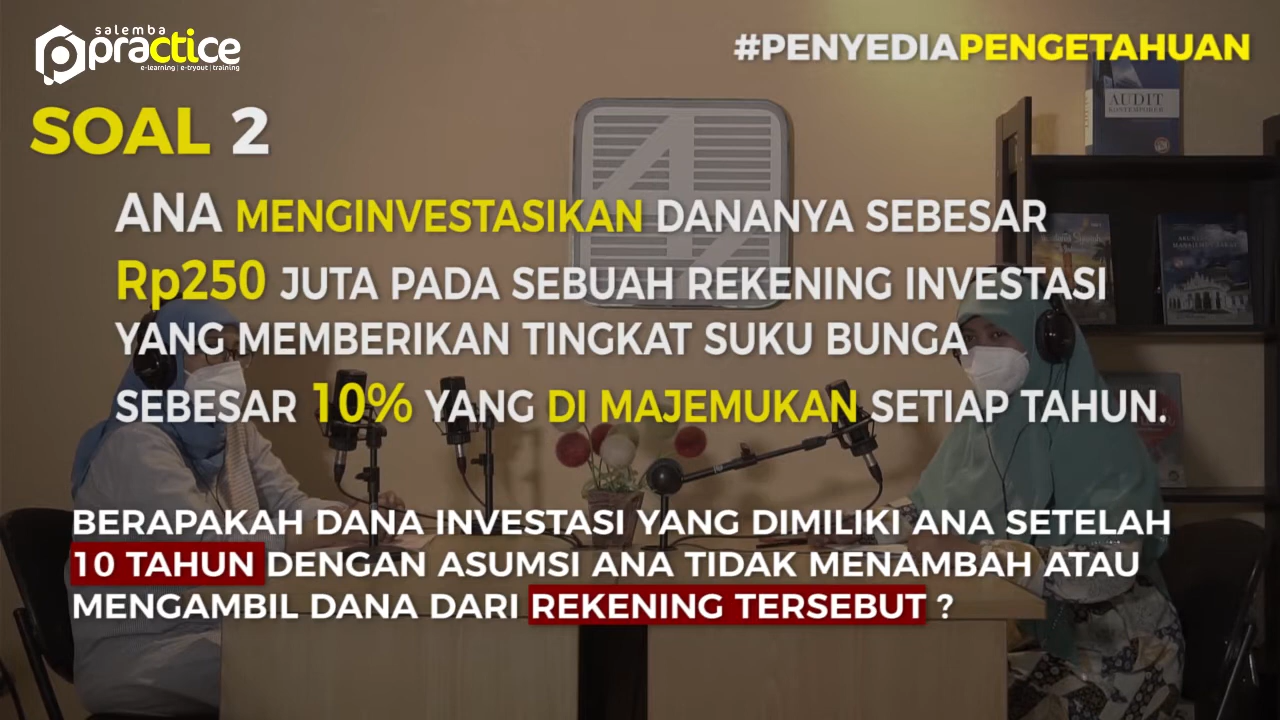 salemba
practice
e-learning | e-tryout | training
#PENYEDIAPENGETAHUAN
AUDIT
KONTEMPORER
SOAL 2
ANA MENGINVESTASIKAN DANANYA SEBESAR
Rp250 JUTA PADA SEBUAH REKENING INVESTASI
YANG MEMBERIKAN TINGKAT SUKU BUNGA
SEBESAR 10% YANG DI MAJEMUKAN SETIAP TAHUN.
BERAPAKAH DANA INVESTASI YANG DIMILIKI ANA SETELAH
10 TAHUN DENGAN ASUMSI ANA TIDAK MENAMBAH ATAU
MENGAMBIL DANA DARI REKENING TERSEBUT ?